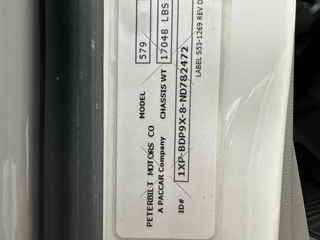 PETERBILT MOTORS CO MODEL 579
A PACCAR Company CHASSIS WT 17048 LBS
ID# 1XP-BDP9X-8-ND782472
LABEL S53-1269 REV D